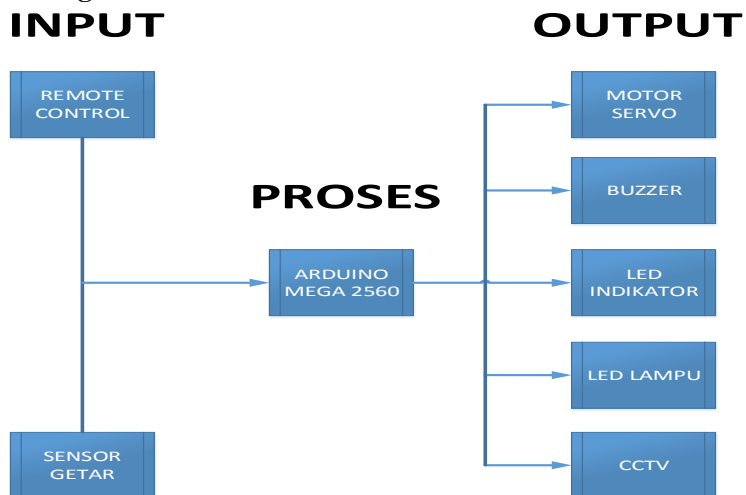 INPUT
OUTPUT
REMOTE
CONTROL
MOTOR
SERVO
PROSES
BUZZER
ARDUINO
MEGA 2560
LED
INDIKATOR
LED LAMPU
SENSOR
GETAR
CCTV